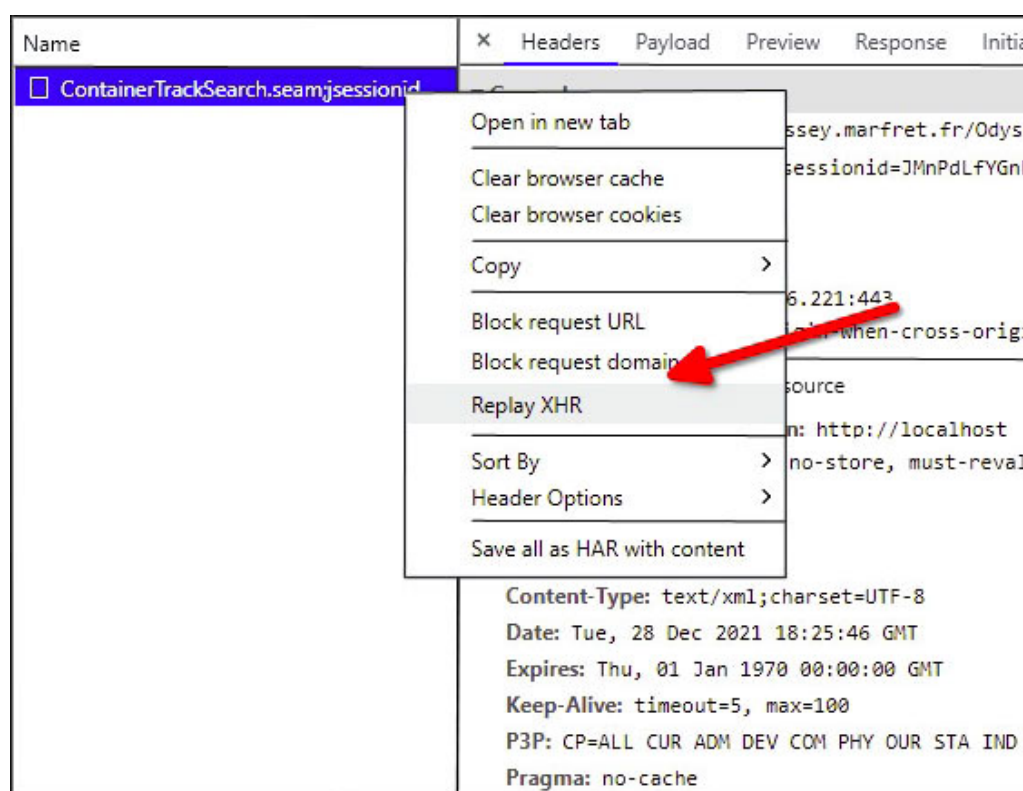 Name
× Headers Payload Preview Response Initia
ContainerTrackSearch.seam;jsessionid
Open in new tab
ssey.marfret.fr/Odys
Clear browser cache
sessionid=JMnPdLfYGn
Clear browser cookies
Copy
6.221:443
Block request URL
igin-when-cross-orig
Block request domain
source
Replay XHR
n: http://localhost
Sort By
no-store, must-reval
Header Options
Save all as HAR with content
Content-Type: text/xml;charset=UTF-8
Date: Tue, 28 Dec 2021 18:25:46 GMT
Expires: Thu, 01 Jan 1970 00:00:00 GMT
Keep-Alive: timeout=5, max=100
P3P: CP=ALL CUR ADM DEV COM PHY OUR STA IND
Pragma: no-cache